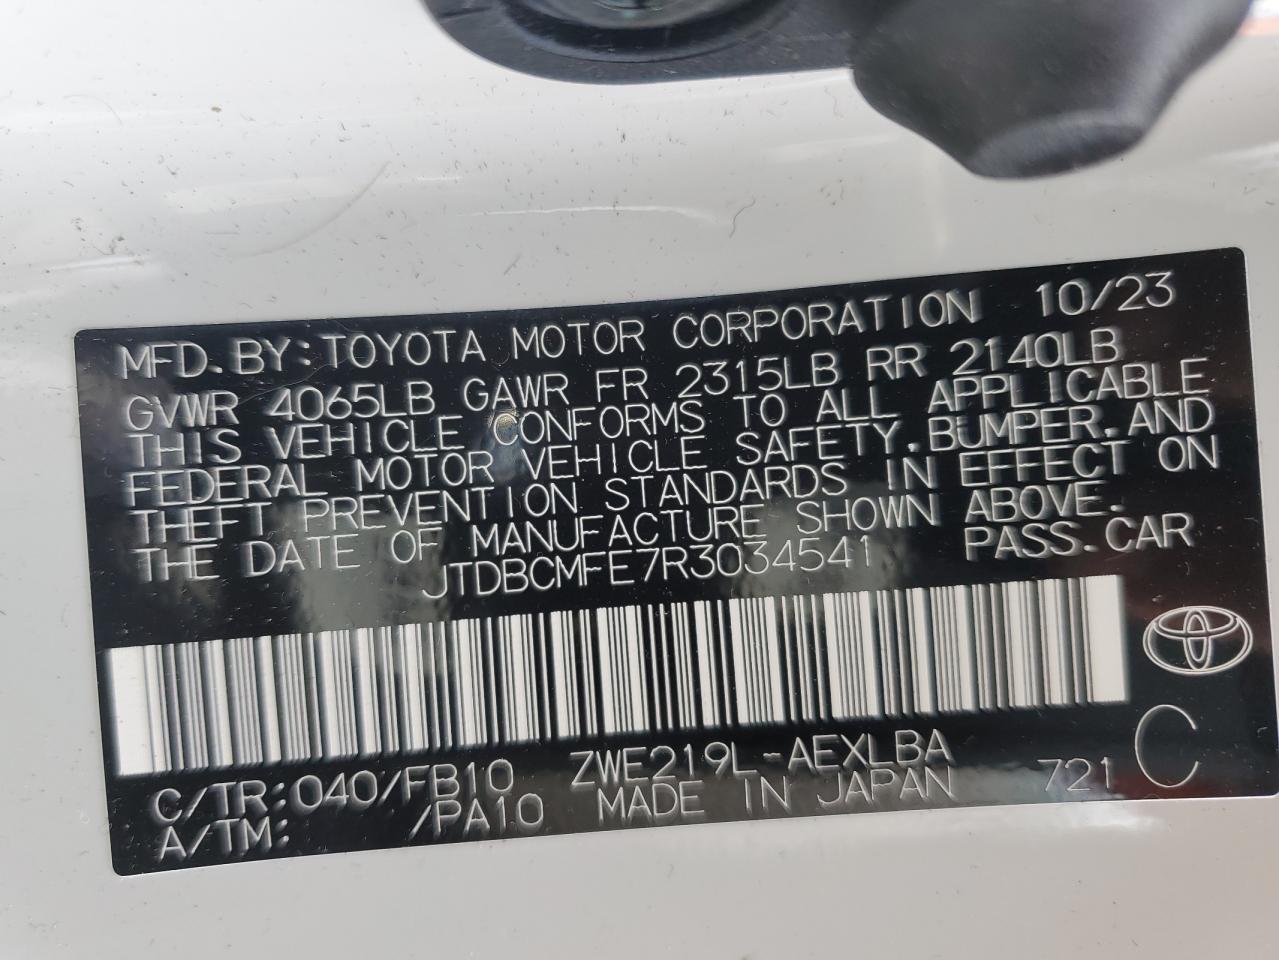 MFD. BY: TOYOTA MOTOR CORPORATION 10/23
GVWR 4065LB GAWR FR 2315LB RR 2140LB
THIS VEHICLE CONFORMS TO ALL APPLICABLE
FEDERAL MOTOR VEHICLE SAFETY, BUMPER, AND
THEFT PREVENTION STANDARDS IN EFFECT ON
THE DATE OF MANUFACTURE SHOWN ABOVE.
JTDBCMFE7R3034541 PASS. CAR
ZWE219L-AEXLBA
C/TR: 040/FB10 MADE IN JAPAN 721 C
A/TM: /PA10